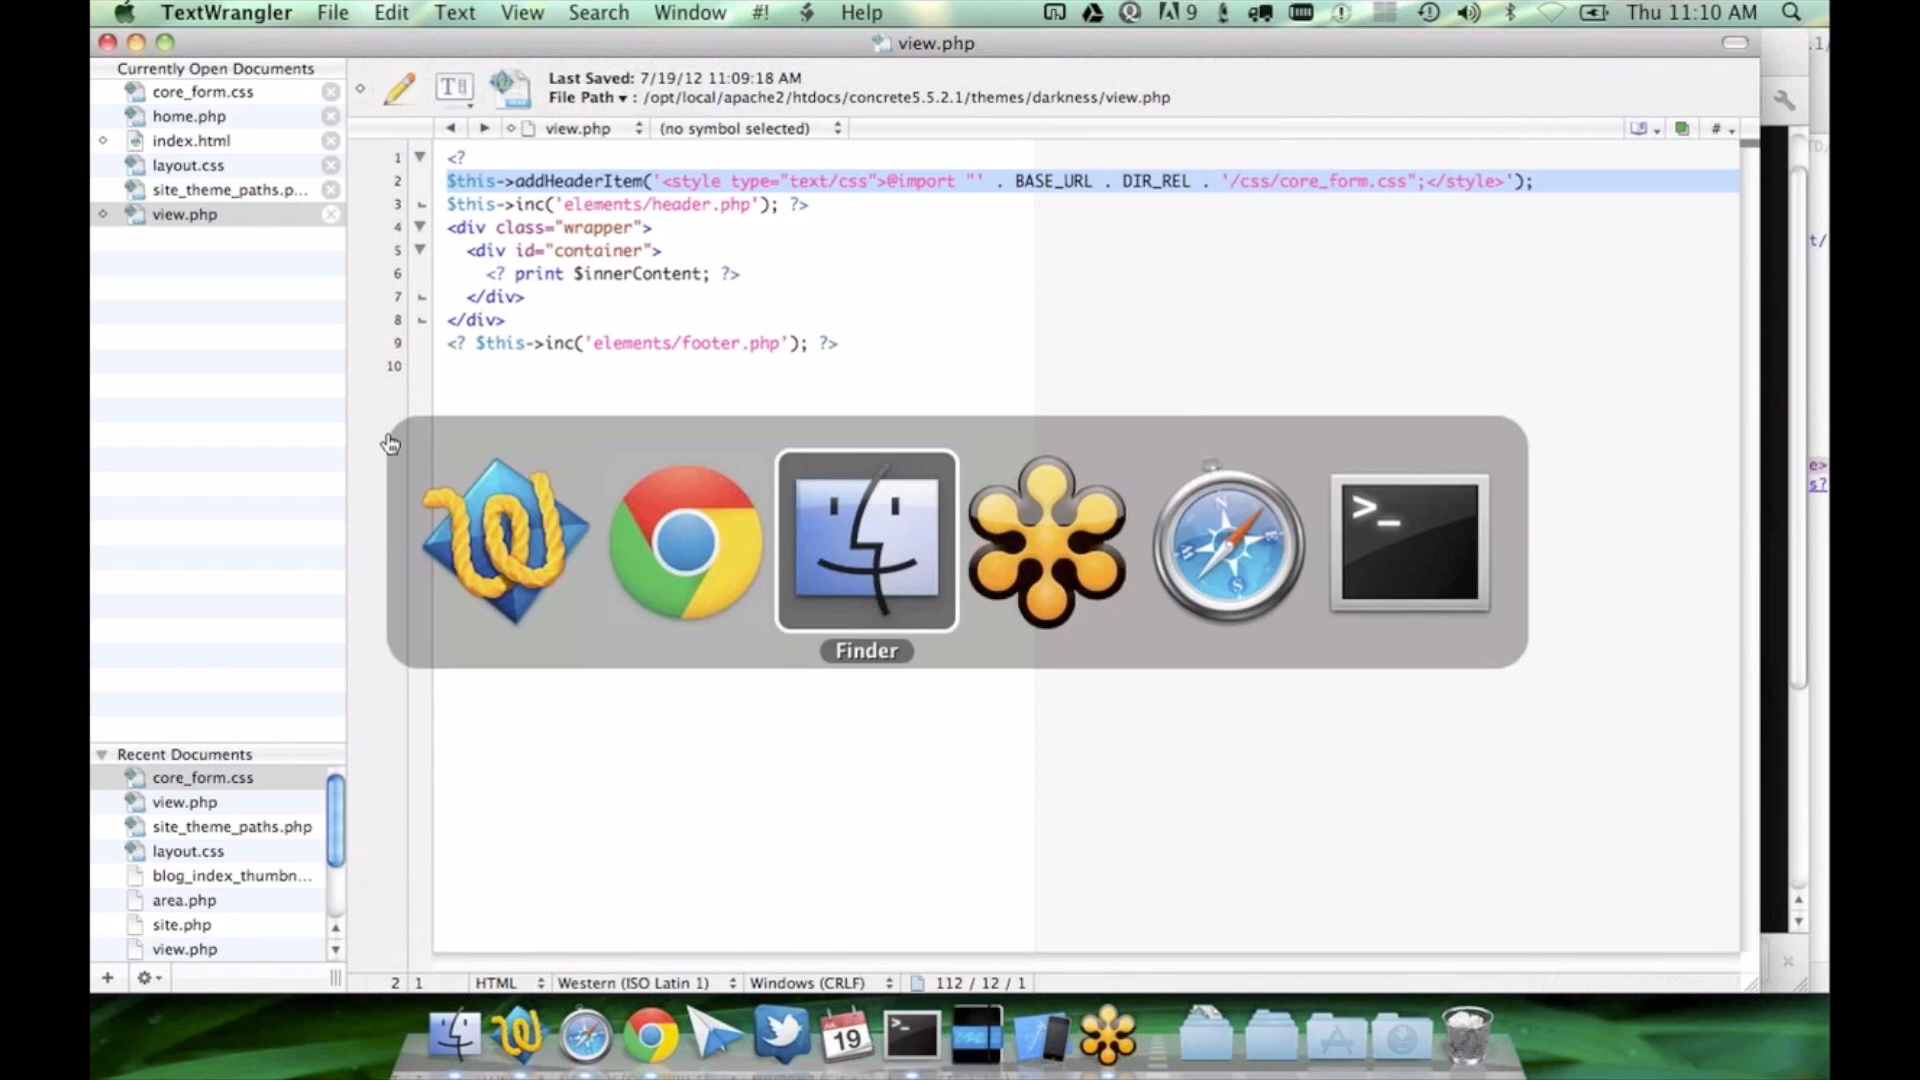 TextWrangler File Edit Text View Search Window #! Help 9 Thu 11:10 AM
view.php
Currently Open Documents
core_form.css
home.php
index.html
layout.css
site_theme_paths.p...
view.php
Last Saved: 7/19/12 11:09:18 AM
File Path ▾ : /opt/local/apache2/htdocs/concrete5.5.2.1/themes/darkness/view.php
view.php (no symbol selected) #
1 <?
2 $this->addHeaderItem('<style type="text/css">@import "' . BASE_URL . DIR_REL . '/css/core_form.css";</style>');
3 $this->inc('elements/header.php'); ?>
4 <div class="wrapper">
5 <div id="container">
6 <? print $innerContent; ?>
7 </div>
8 </div>
9 <? $this->inc('elements/footer.php'); ?>
10
>_
Finder
Recent Documents
core_form.css
view.php
site_theme_paths.php
layout.css
blog_index_thumbn...
area.php
site.php
view.php
2 1 HTML Western (ISO Latin 1) Windows (CRLF) 112 / 12 / 1
19